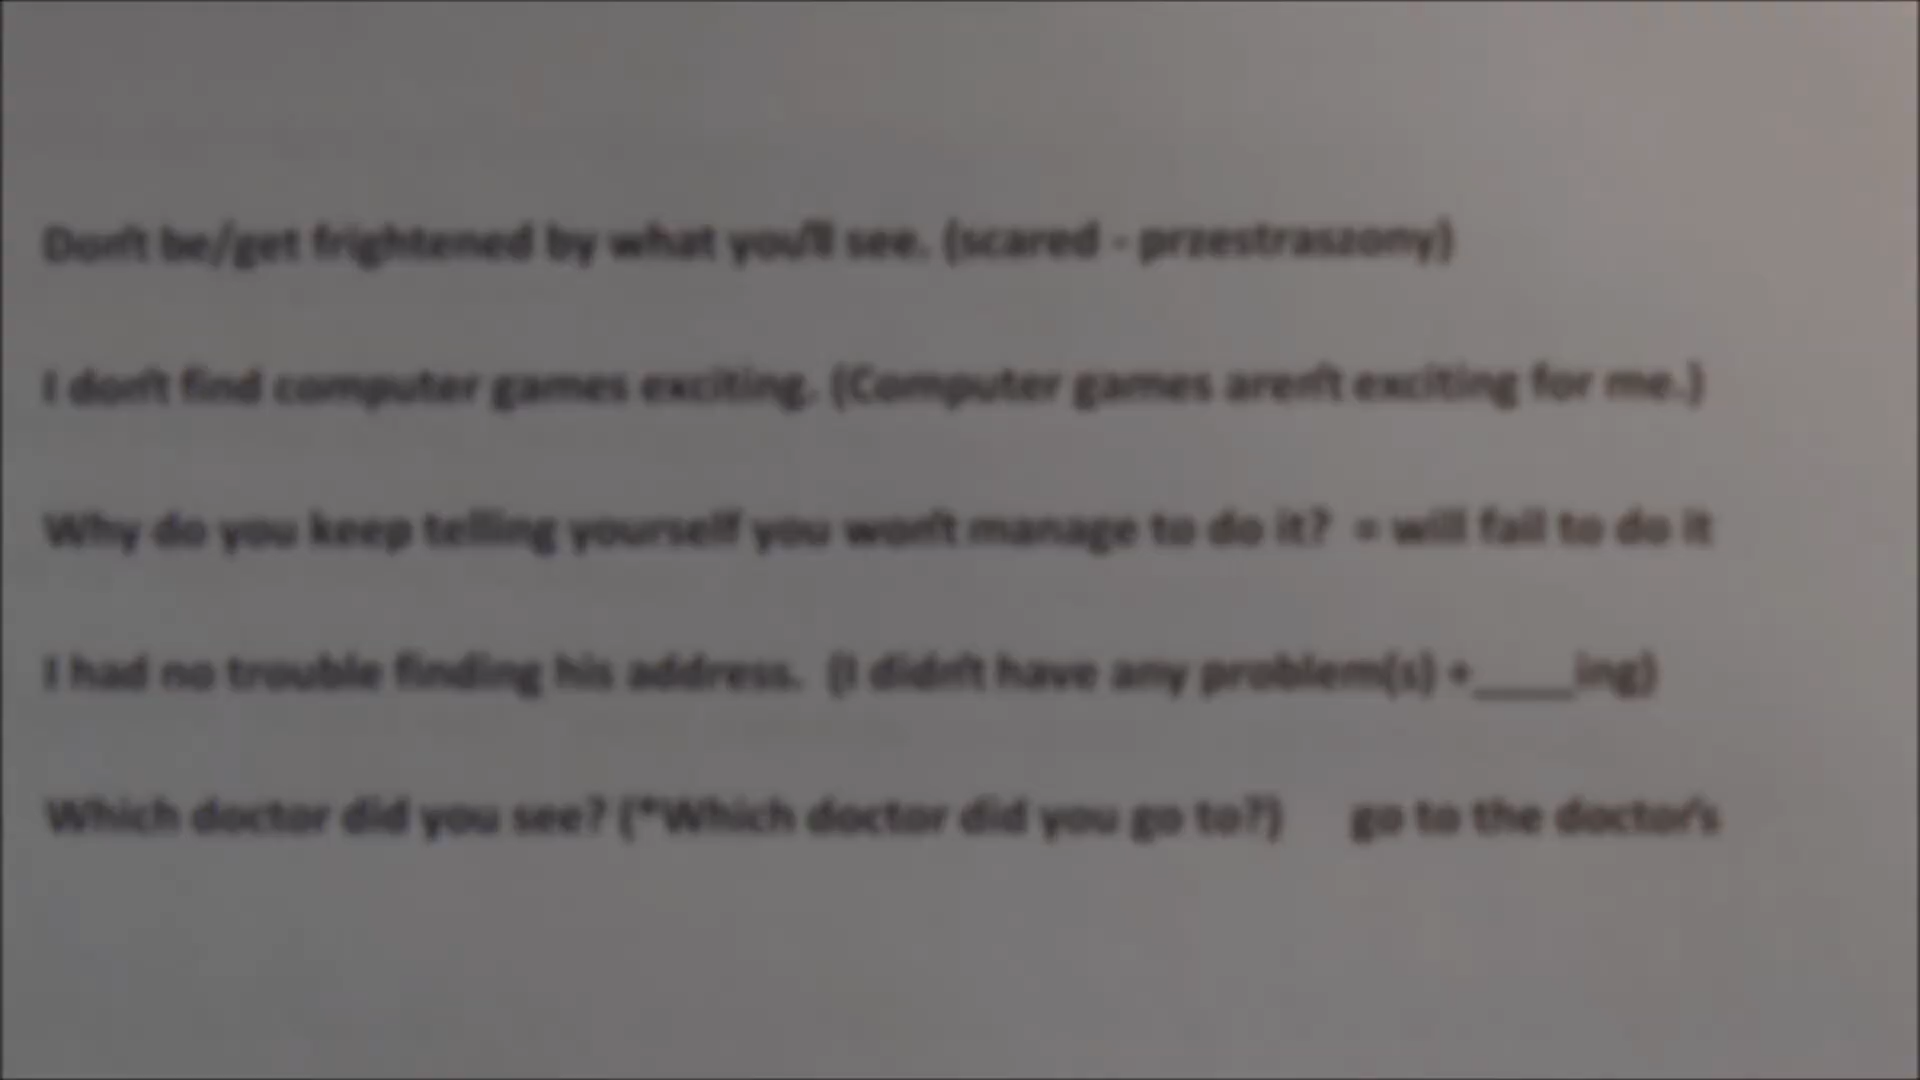 Don't be/get frightened by what you'll see. (scared - przestraszony)
I don't find computer games exciting. (Computer games aren't exciting for me.)
Why do you keep telling yourself you won't manage to do it? = will fail to do it
I had no trouble finding his address. (I didn't have any problem(s) +____ing)
Which doctor did you see? (*Which doctor did you go to?) go to the doctor's